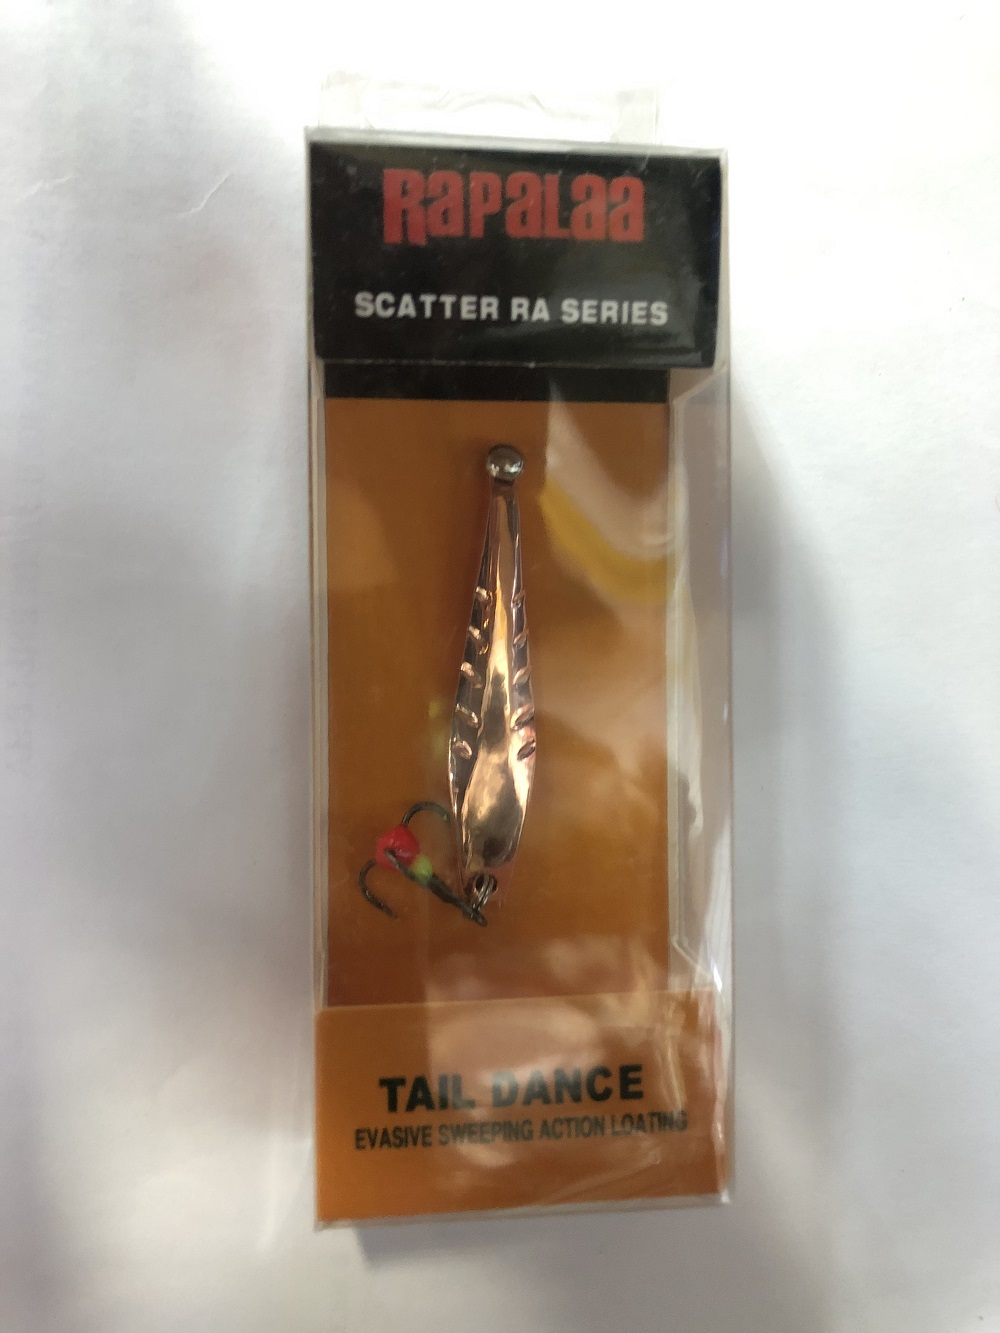 RAPALAA
SCATTER RA SERIES
TAIL DANCE
EVASIVE SWEEPING ACTION LOATING